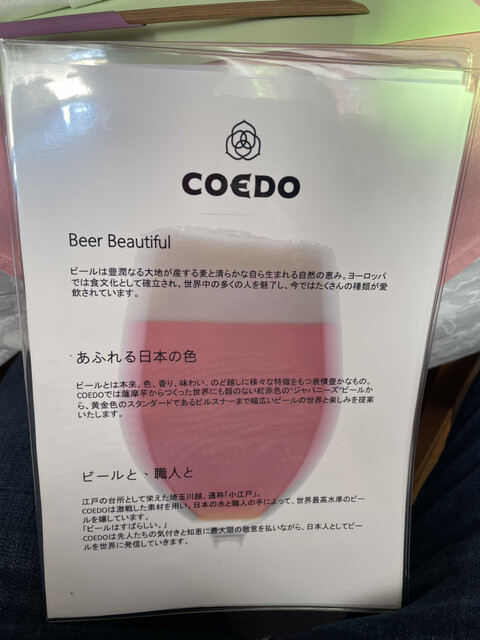 COEDO
Beer Beautiful
ビールは豊潤なる大地が産する麦と清らかな自ら生まれる自然の恵み。ヨーロッパ
では食文化として確立され、世界中の多くの人を魅了し、今ではたくさんの種類が愛
飲されています。
あふれる日本の色
ビールとは本来、色、香り、味わい、のど越しに様々な特徴をもつ表情豊かなもの。
COEDOでは薩摩芋からつくった世界にも類のない紅赤色の"ジャパニーズ"ビールか
ら、黄金色のスタンダードであるピルスナーまで幅広いビールの世界と楽しみを提案
いたします。
ビールと、職人と
江戸の台所として栄えた埼玉川越、通称「小江戸」。
COEDOは激戦した素材を用い、日本の水と職人の手によって、世界最高水準のビー
ルを醸しています。
「ビールはすばらしい。」
-COEDOは先人たちの気付きと知恵に最大限の敬意を払いながら、日本人としてビー
ルを世界に発信していきます。